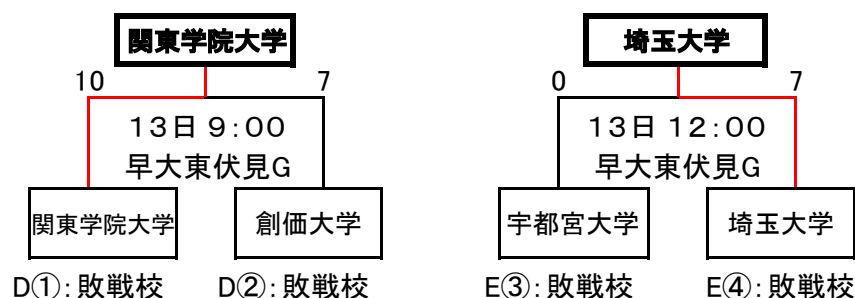 関東学院大学 埼玉大学
10 7 0 7
13日 9:00 13日 12:00
早大東伏見G 早大東伏見G
関東学院大学 創価大学 宇都宮大学 埼玉大学
D①:敗戦校 D②:敗戦校 E③:敗戦校 E④:敗戦校